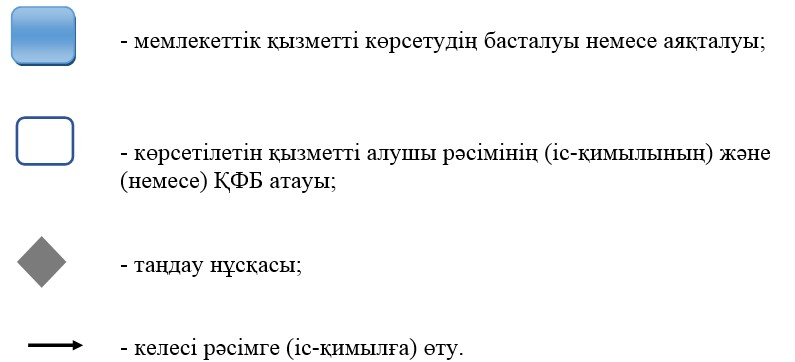 - мемлекеттік қызметті көрсетудің басталуы немесе аяқталуы;
- көрсетілетін қызметті алушы рәсімінің (іс-қимылының) және
(немесе) ҚФБ атауы;
- таңдау нұсқасы;
- келесі рәсімге (іс-қимылға) өту.